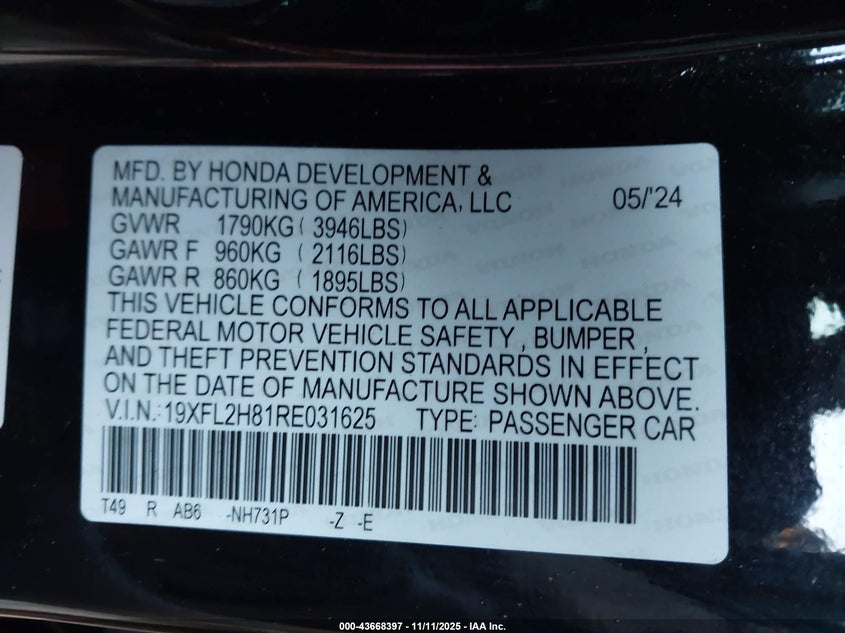 MFD. BY HONDA DEVELOPMENT &
MANUFACTURING OF AMERICA, LLC 05/'24
GVWR 1790KG ( 3946LBS)
GAWR F 960KG ( 2116LBS)
GAWR R 860KG ( 1895LBS)
THIS VEHICLE CONFORMS TO ALL APPLICABLE
FEDERAL MOTOR VEHICLE SAFETY , BUMPER ,
AND THEFT PREVENTION STANDARDS IN EFFECT
ON THE DATE OF MANUFACTURE SHOWN ABOVE.
V.I.N.:19XFL2H81RE031625 TYPE: PASSENGER CAR
T49 R AB6 -NH731P -Z -E
000-43668397 - 11/11/2025 - IAA Inc.